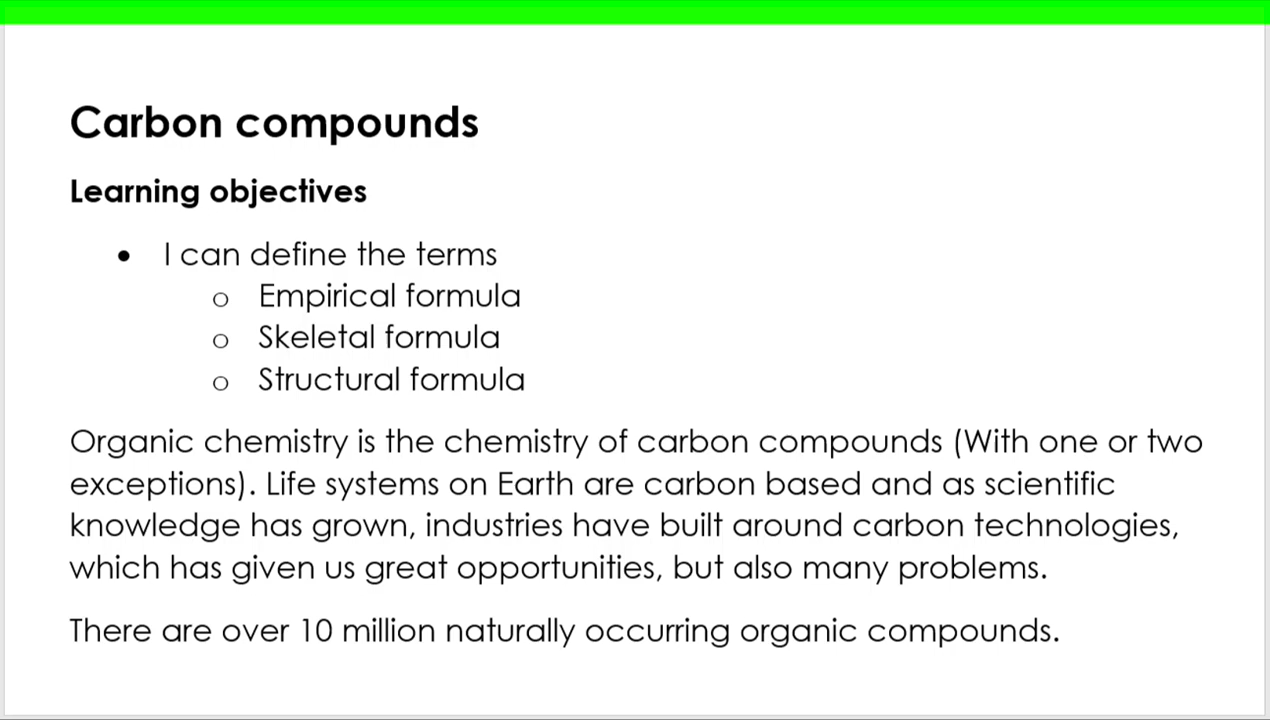 Carbon compounds
Learning objectives
• I can define the terms
o Empirical formula
o Skeletal formula
o Structural formula
Organic chemistry is the chemistry of carbon compounds (With one or two
exceptions). Life systems on Earth are carbon based and as scientific
knowledge has grown, industries have built around carbon technologies,
which has given us great opportunities, but also many problems.
There are over 10 million naturally occurring organic compounds.